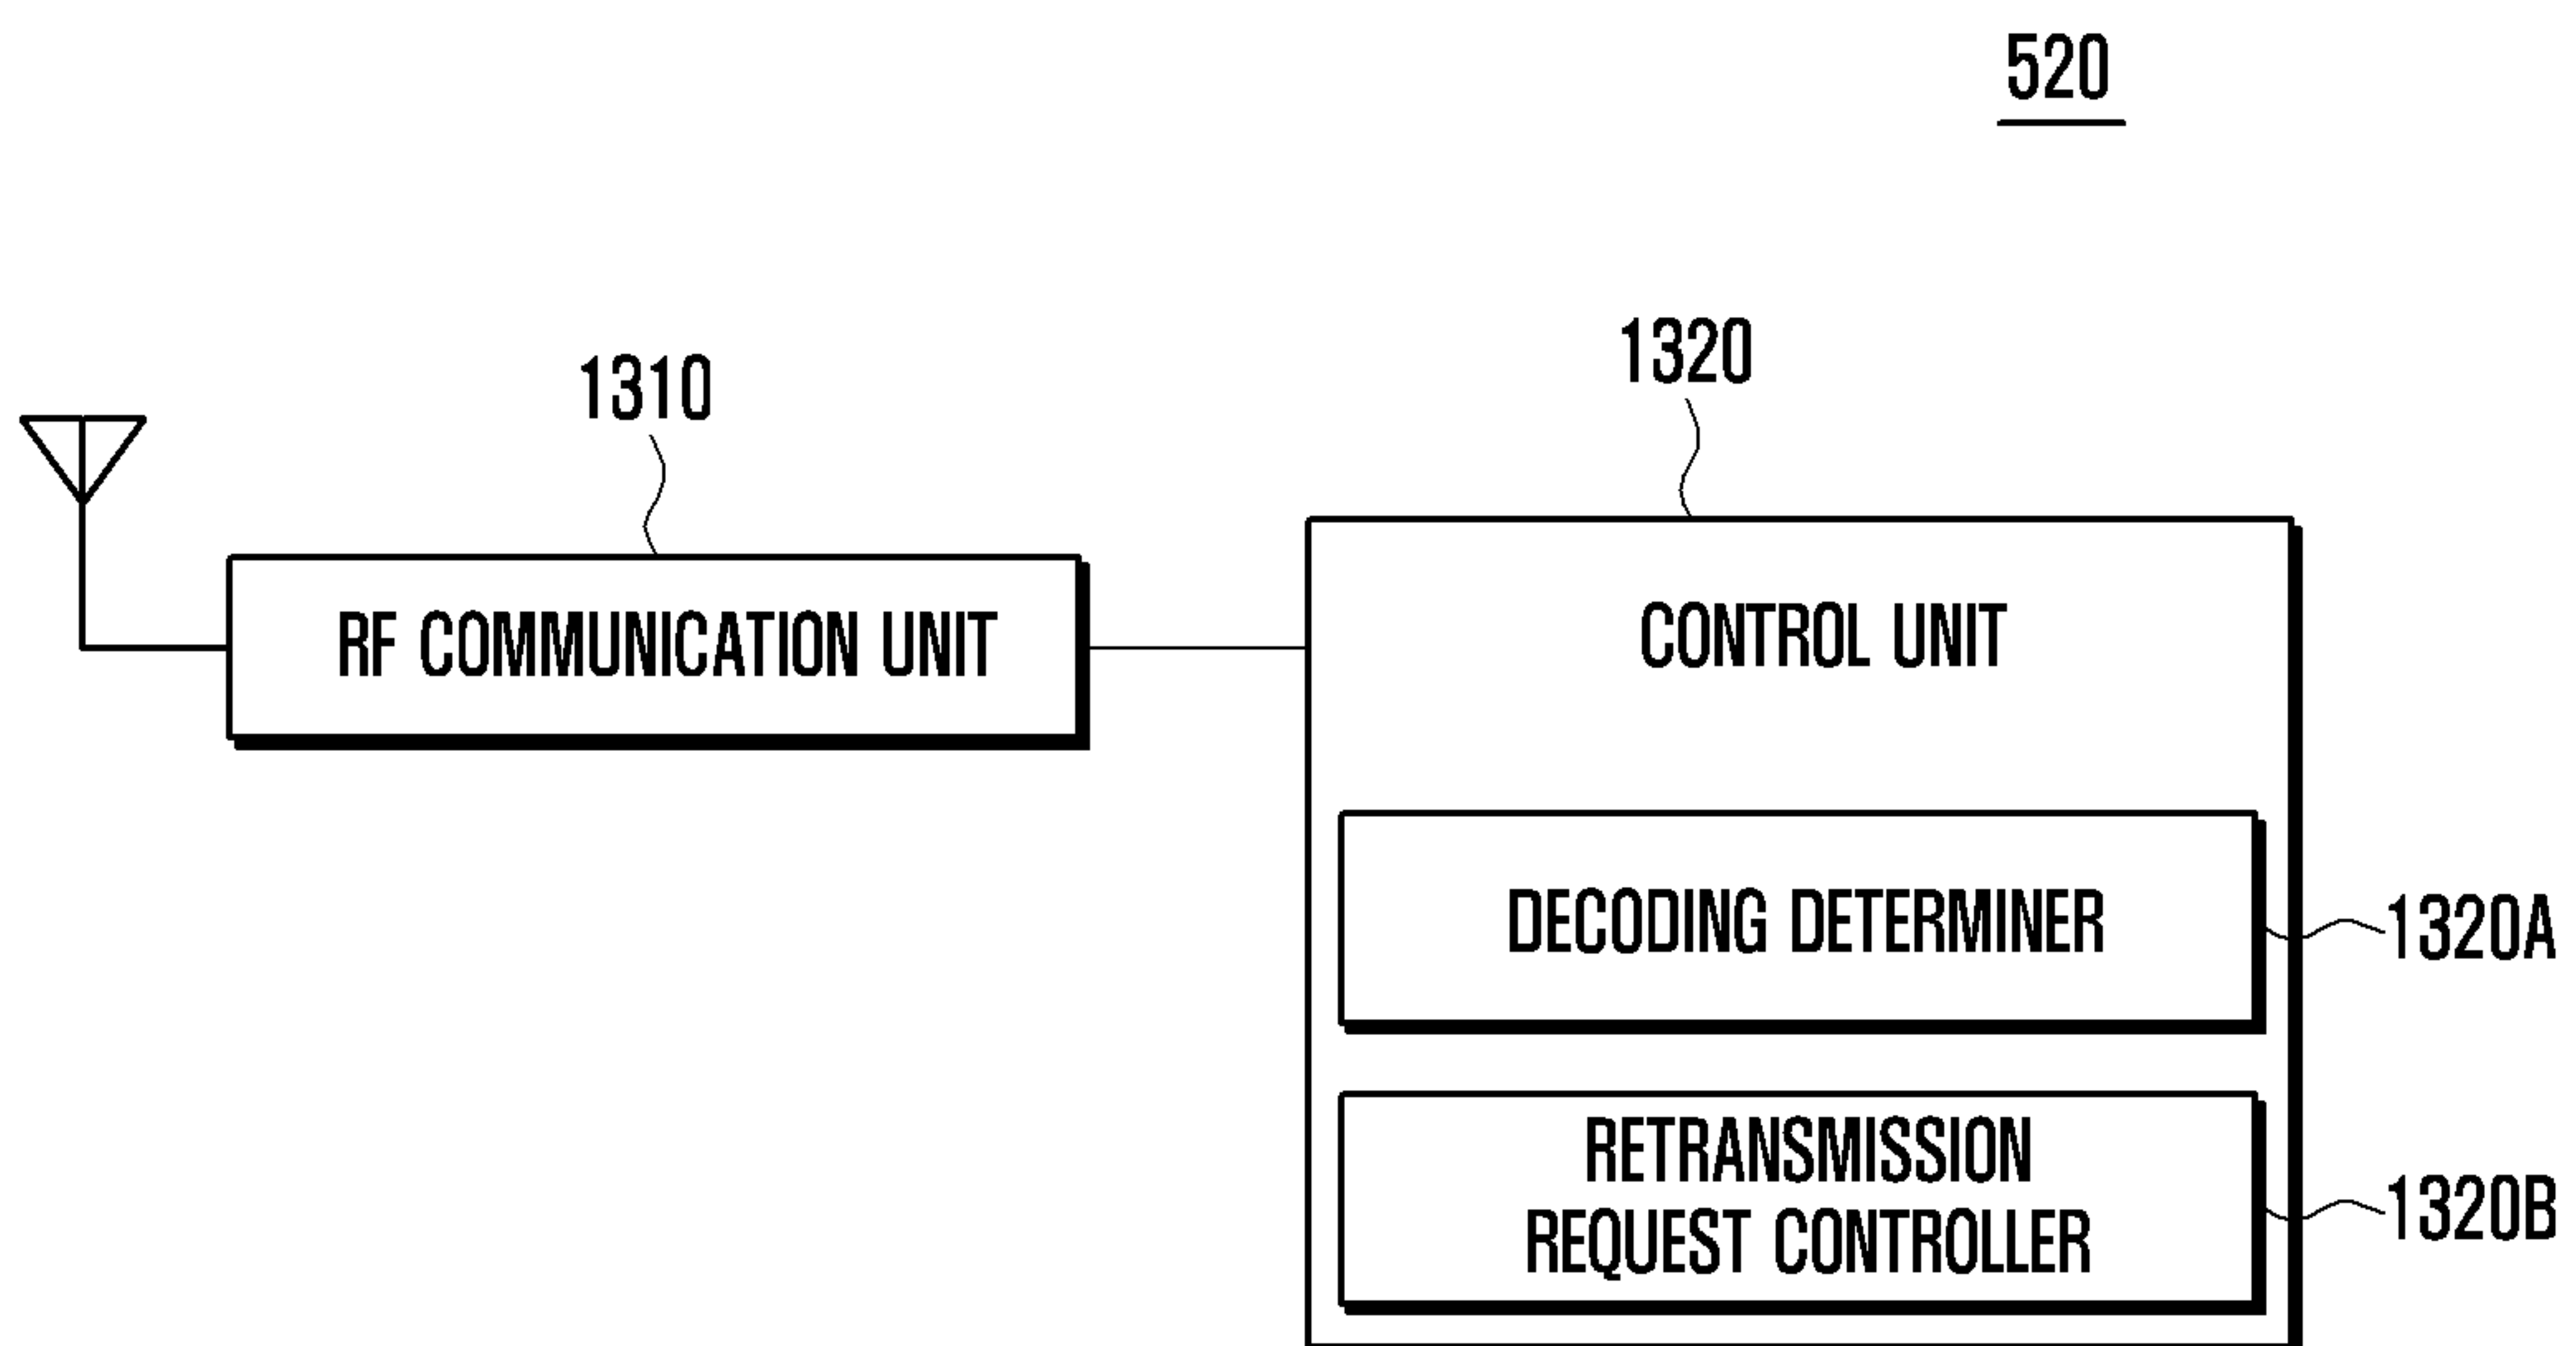 520
1310
1320
RF COMMUNICATION UNIT
CONTROL UNIT
DECODING DETERMINER
1320A
RETRANSMISSION
REQUEST CONTROLLER
1320B